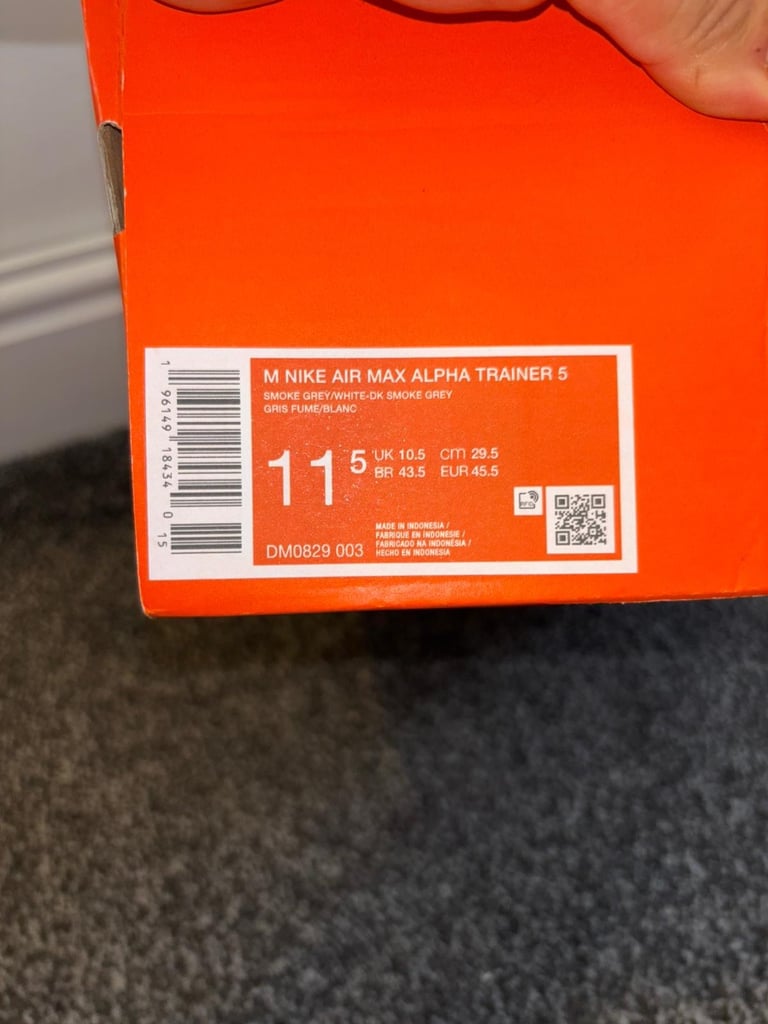 M NIKE AIR MAX ALPHA TRAINER 5
SMOKE GREY/WHITE-DK SMOKE GREY
GRIS FUME/BLANC
11 5 UK 10.5 CM 29.5
BR 43.5 EUR 45.5
RFID
MADE IN INDONESIA /
FABRIQUE EN INDONESIE /
FABRICADO NA INDONÉSIA /
HECHO EN INDONESIA
DM0829 003
1 96149 18434 0 15